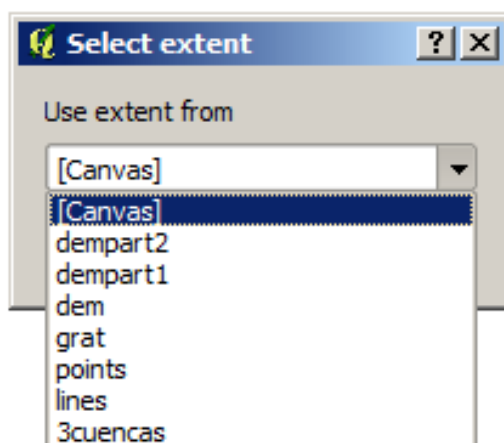 Select extent
Use extent from
[Canvas]
[Canvas]
dempart2
dempart1
dem
grat
points
lines
3cuencas